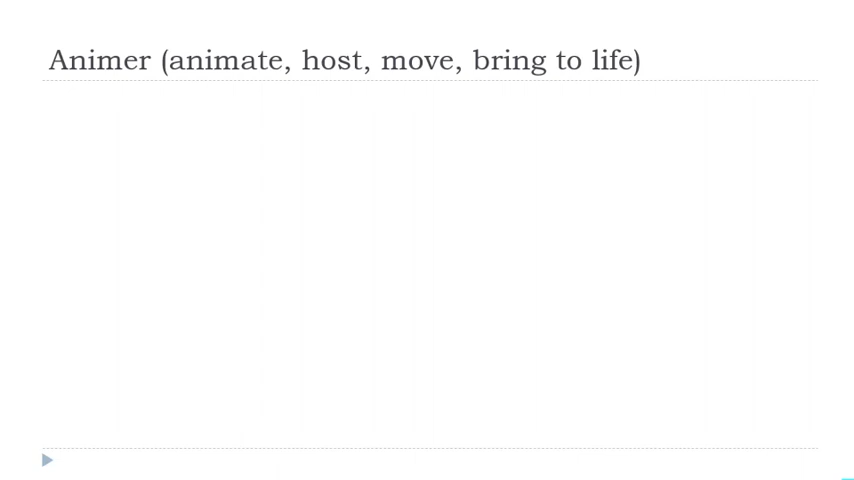 Animer (animate, host, move, bring to life)